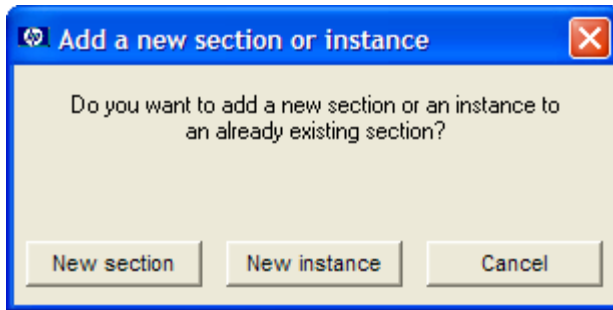 Add a new section or instance
Do you want to add a new section or an instance to
an already existing section?
New section New instance Cancel